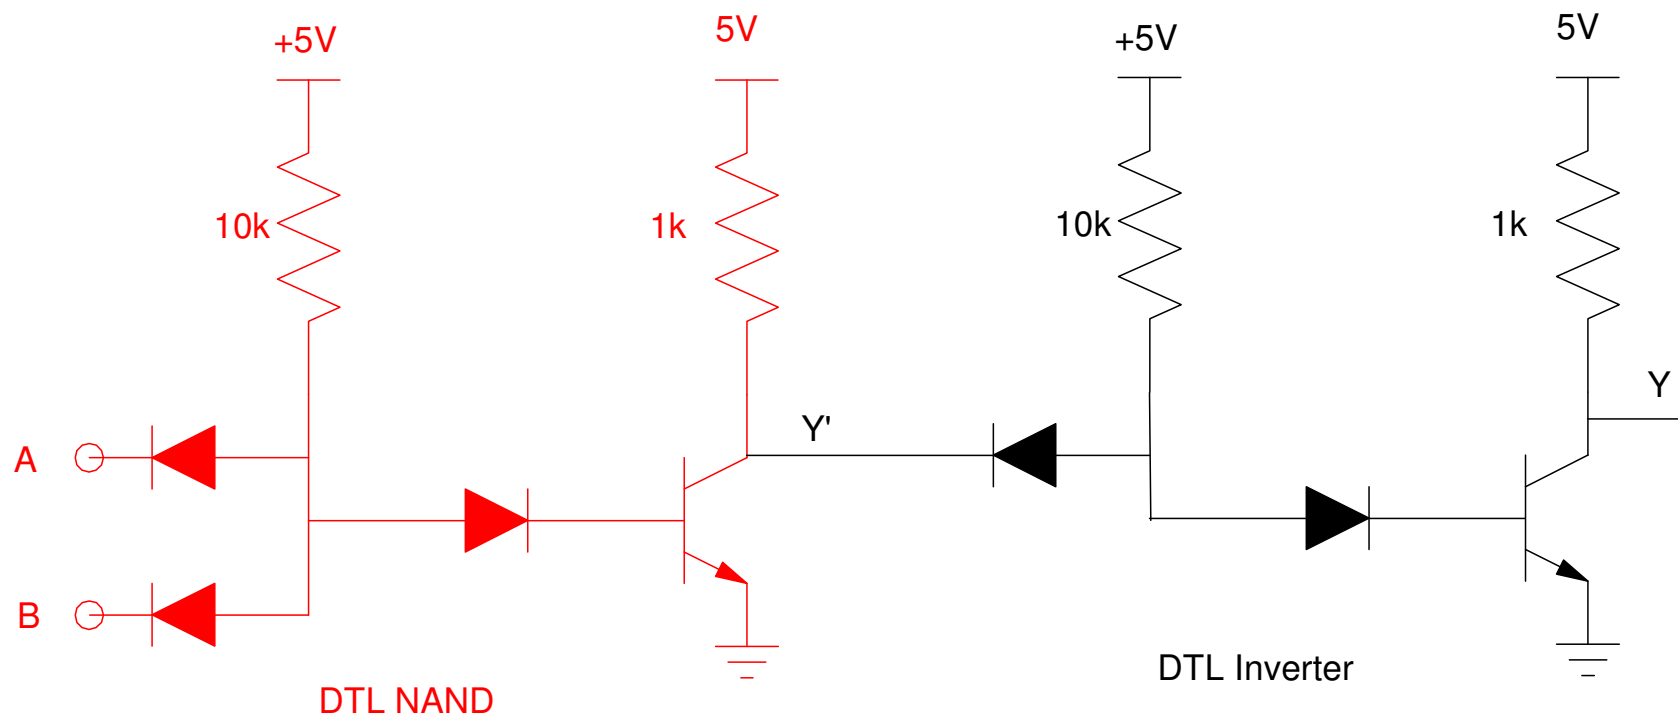 +5V
5V
+5V
5V
10k
1k
10k
1k
Y
Y'
A
B
DTL Inverter
DTL NAND